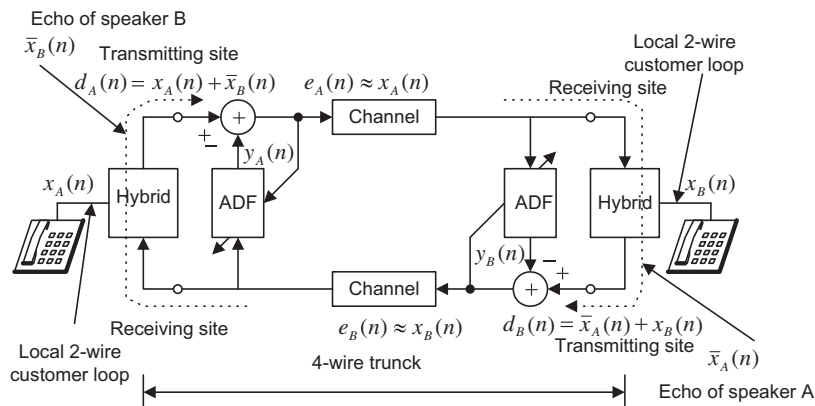 Echo of speaker B
x̄_B(n)
Transmitting site
d_A(n) = x_A(n) + x̄_B(n)
e_A(n) ≈ x_A(n)
Receiving site
Local 2-wire
customer loop
+
+
−
Channel
y_A(n)
x_A(n)
Hybrid
ADF
ADF
Hybrid
x_B(n)
y_B(n)
−
+
+
Channel
Receiving site
e_B(n) ≈ x_B(n)
d_B(n) = x̄_A(n) + x_B(n)
Transmitting site
x̄_A(n)
Local 2-wire
customer loop
4-wire trunck
Echo of speaker A